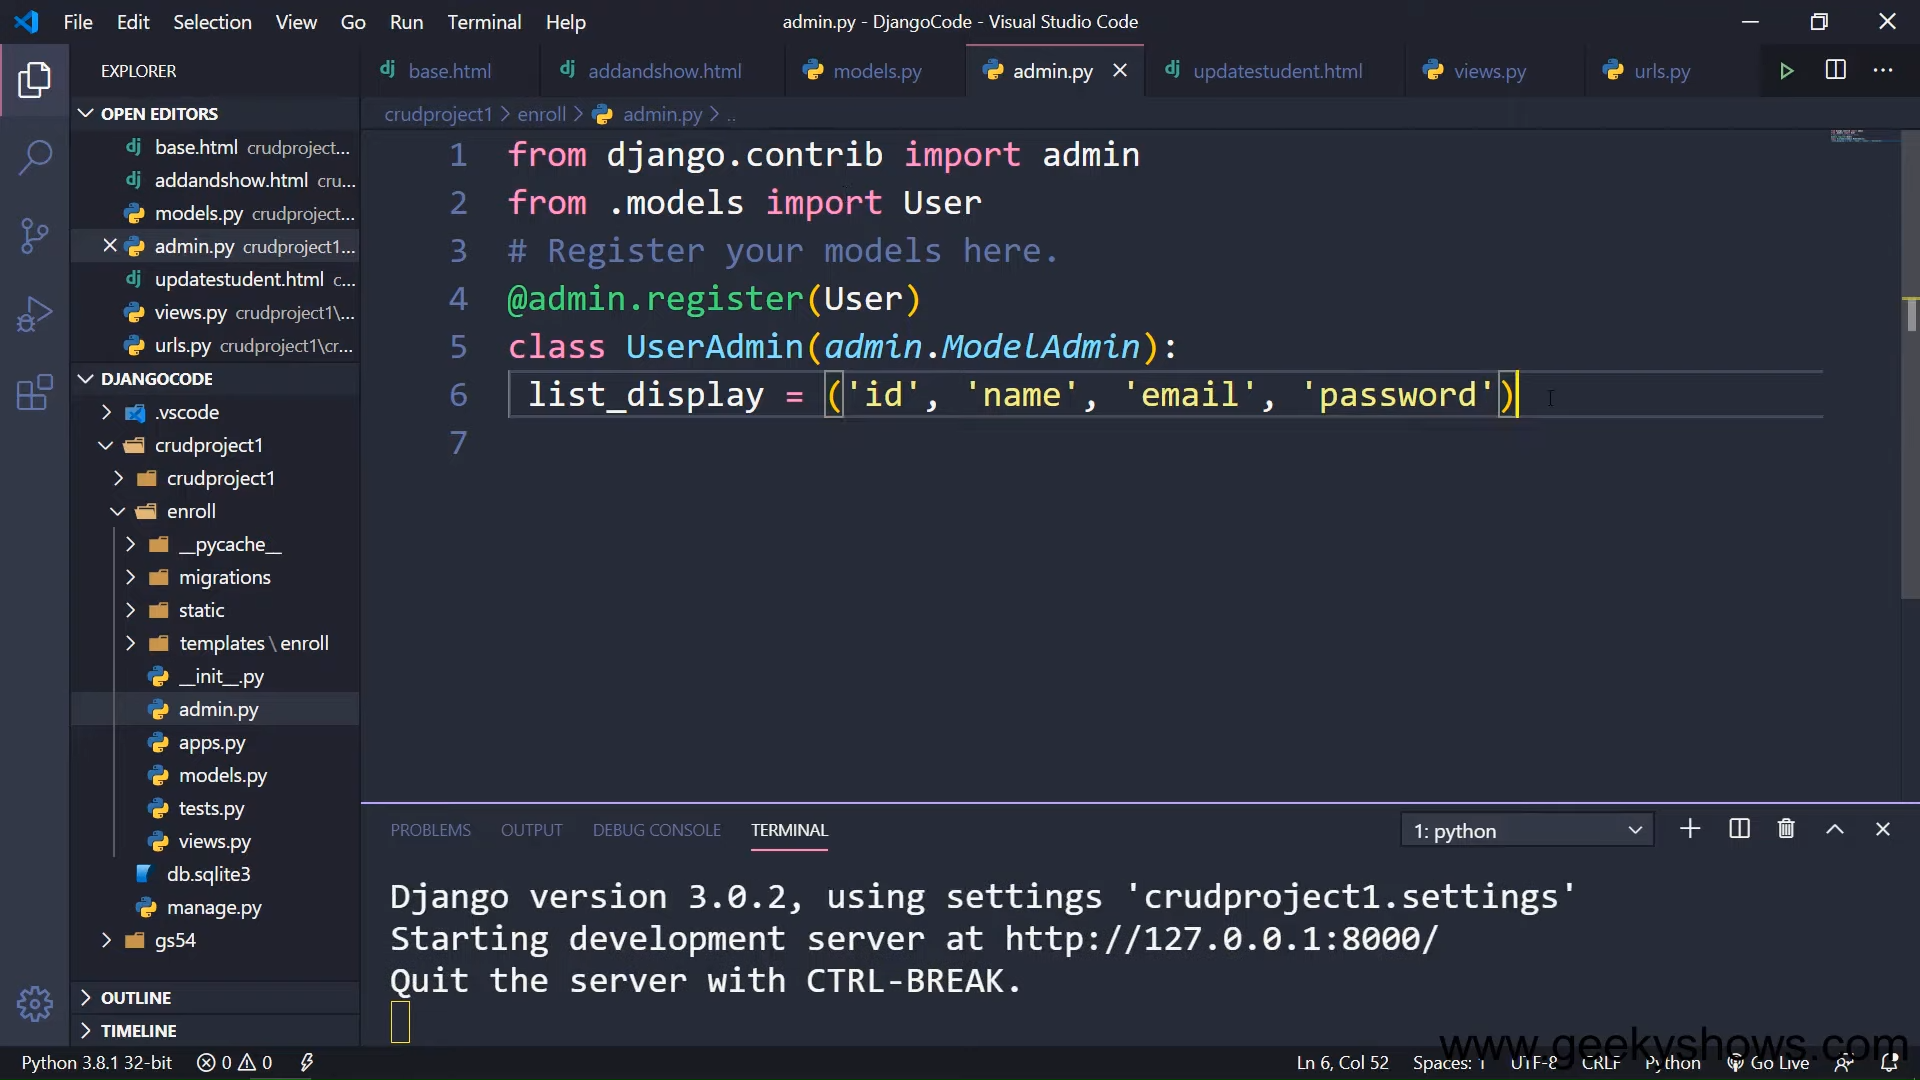 File Edit Selection View Go Run Terminal Help
admin.py - DjangoCode - Visual Studio Code
EXPLORER
base.html
addandshow.html
models.py
admin.py
updatestudent.html
views.py
urls.py
OPEN EDITORS
base.html crudproject...
addandshow.html cru...
models.py crudproject...
admin.py crudproject1...
updatestudent.html c...
views.py crudproject1\...
urls.py crudproject1\cr...
DJANGOCODE
.vscode
crudproject1
crudproject1
enroll
__pycache__
migrations
static
templates \ enroll
__init__.py
admin.py
apps.py
models.py
tests.py
views.py
db.sqlite3
manage.py
gs54
OUTLINE
TIMELINE
crudproject1 > enroll > admin.py > ..
1 from django.contrib import admin
2 from .models import User
3 # Register your models here.
4 @admin.register(User)
5 class UserAdmin(admin.ModelAdmin):
6 list_display = ('id', 'name', 'email', 'password')
7
PROBLEMS OUTPUT DEBUG CONSOLE TERMINAL
1: python
Django version 3.0.2, using settings 'crudproject1.settings'
Starting development server at http://127.0.0.1:8000/
Quit the server with CTRL-BREAK.
www.geekyshows.com
Python 3.8.1 32-bit 0 0
Ln 6, Col 52 Spaces: 1 UTF-8 CRLF Python Go Live